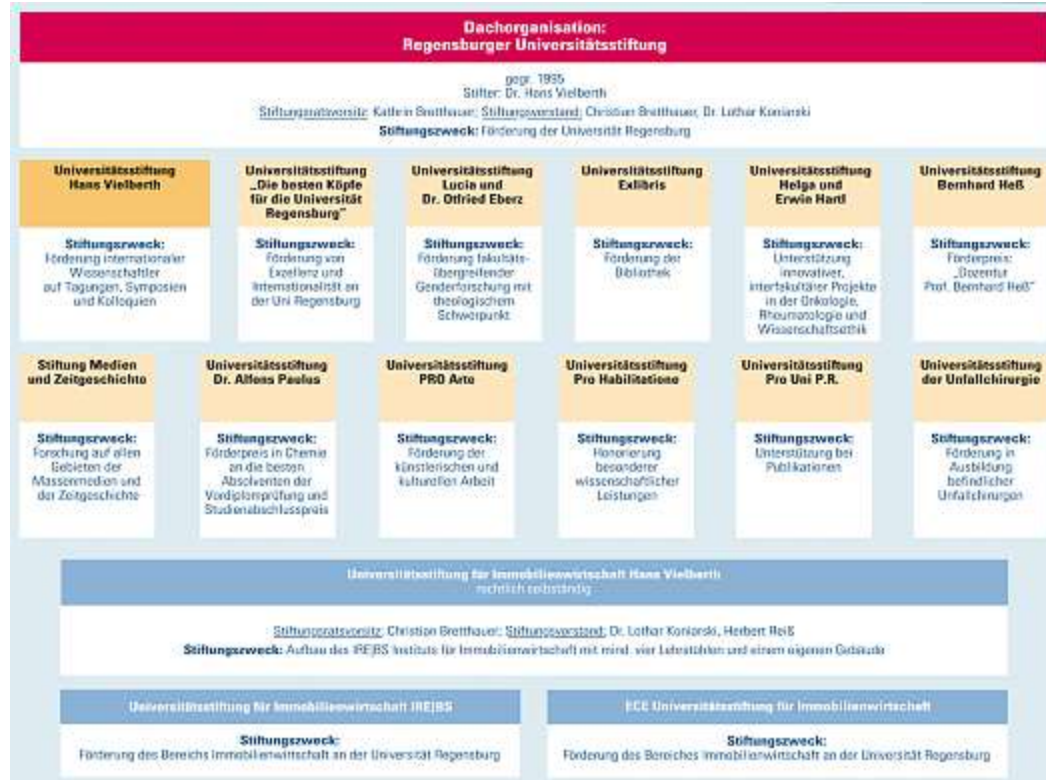 Dachorganisation:
Regensburger Universitätsstiftung
gegr. 1995
Stifter: Dr. Hans Vielberth
Stiftungsratsvorsitz: Kathrin Bretthauer; Stiftungsvorstand: Christian Bretthauer, Dr. Lothar Koniarski
Stiftungszweck: Förderung der Universität Regensburg
Universitätsstiftung
Hans Vielberth
Stiftungszweck:
Förderung internationaler
Wissenschaftler
auf Tagungen, Symposien
und Kolloquien
Universitätsstiftung
„Die besten Köpfe
für die Universität
Regensburg"
Stiftungszweck:
Förderung von
Exzellenz und
Internationalität an
der Uni Regensburg
Universitätsstiftung
Lucia und
Dr. Otfried Eberz
Stiftungszweck:
Förderung fakultäts-
übergreifender
Genderforschung mit
theologischem
Schwerpunkt
Universitätsstiftung
Exlibris
Stiftungszweck:
Förderung der
Bibliothek
Universitätsstiftung
Helga und
Erwin Hartl
Stiftungszweck:
Unterstützung
innovativer,
interfakultärer Projekte
in der Onkologie,
Rheumatologie und
Wissenschaftsethik
Universitätsstiftung
Bernhard Heß
Stiftungszweck:
Förderpreis:
„Dozentur
Prof. Bernhard Heß"
Stiftung Medien
und Zeitgeschichte
Stiftungszweck:
Forschung auf allen
Gebieten der
Massenmedien und
der Zeitgeschichte
Universitätsstiftung
Dr. Alfons Paulus
Stiftungszweck:
Förderpreis in Chemie
an die besten
Absolventen der
Vordiplomprüfung und
Studienabschlusspreis
Universitätsstiftung
PRO Arte
Stiftungszweck:
Förderung der
künstlerischen und
kulturellen Arbeit
Universitätsstiftung
Pro Habilitatione
Stiftungszweck:
Honorierung
besonderer
wissenschaftlicher
Leistungen
Universitätsstiftung
Pro Uni P.R.
Stiftungszweck:
Unterstützung bei
Publikationen
Universitätsstiftung
der Unfallchirurgie
Stiftungszweck:
Förderung in
Ausbildung
befindlicher
Unfallchirurgen
Universitätsstiftung für Immobilienwirtschaft Hans Vielberth
rechtlich selbständig
Stiftungsratsvorsitz: Christian Bretthauer; Stiftungsvorstand: Dr. Lothar Koniarski, Herbert Reiß
Stiftungszweck: Aufbau des IRE|BS Instituts für Immobilienwirtschaft mit mind. vier Lehrstühlen und einem eigenen Gebäude
Universitätsstiftung für Immobilienwirtschaft IRE|BS
Stiftungszweck:
Förderung des Bereichs Immobilienwirtschaft an der Universität Regensburg
ECE Universitätsstiftung für Immobilienwirtschaft
Stiftungszweck:
Förderung des Bereiches Immobilienwirtschaft an der Universität Regensburg